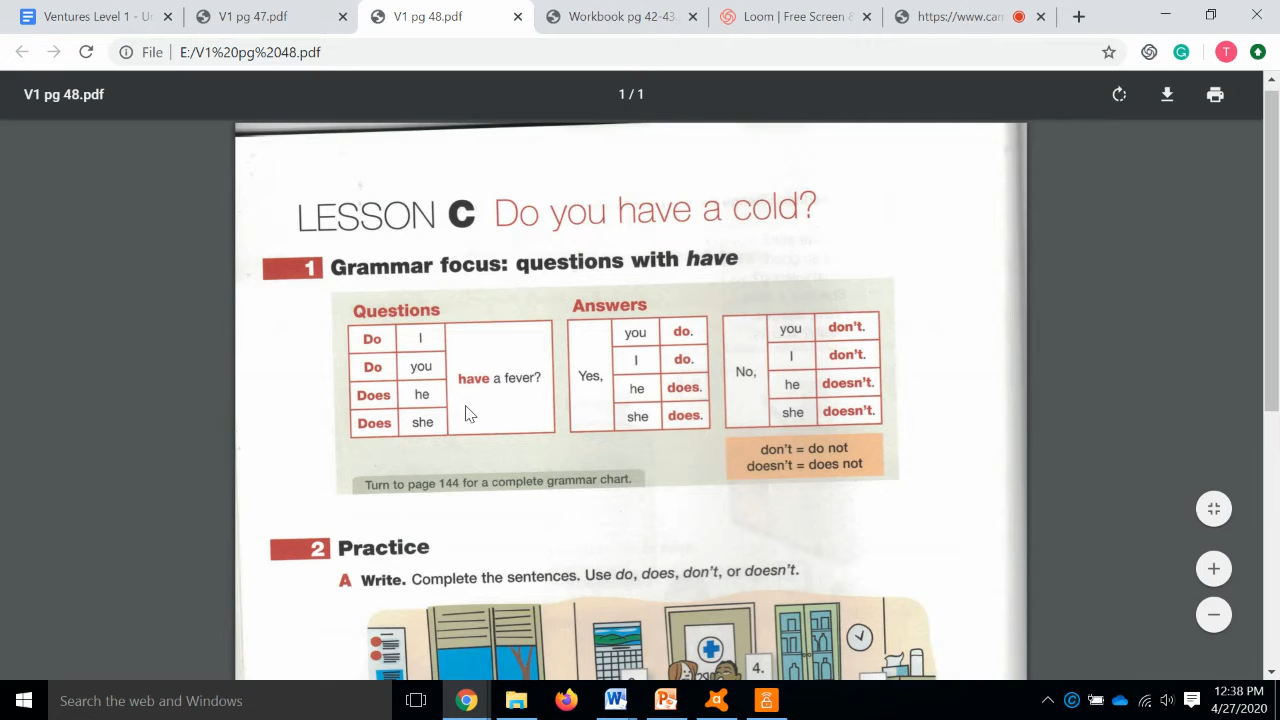 Ventures Level 1 - Ur
V1 pg 47.pdf
V1 pg 48.pdf
Workbook pg 42-43.
Loom | Free Screen &
https://www.cam
File | E:/V1%20pg%2048.pdf
T
V1 pg 48.pdf
1 / 1
LESSON C Do you have a cold?
1 Grammar focus: questions with have
Questions
Do I
Do you
Does he
Does she
have a fever?
Answers
Yes,
you do.
I do.
he does.
she does.
No,
you don't.
I don't.
he doesn't.
she doesn't.
don't = do not
doesn't = does not
Turn to page 144 for a complete grammar chart.
2 Practice
A Write. Complete the sentences. Use do, does, don't, or doesn't.
4.
Search the web and Windows
12:38 PM
4/27/2020